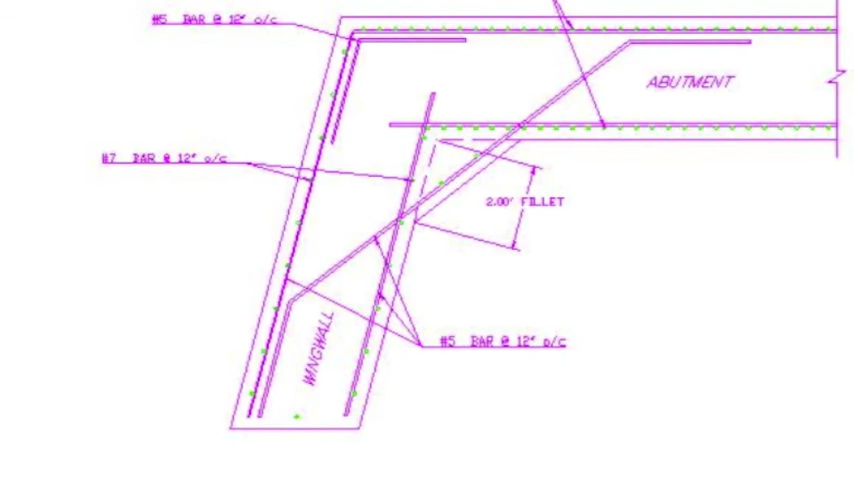 #5 BAR @ 12" o/c
ABUTMENT
#7 BAR @ 12" o/c
2.00' FILLET
#5 BAR @ 12" o/c
WINGWALL